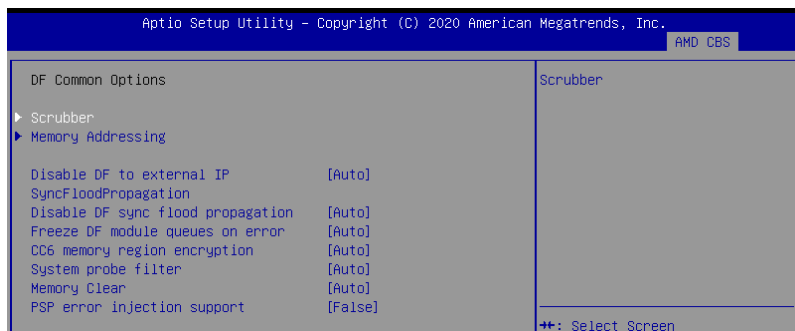 Aptio Setup Utility – Copyright (C) 2020 American Megatrends, Inc.
AMD CBS
DF Common Options
Scrubber
Scrubber
Memory Addressing
Disable DF to external IP [Auto]
SyncFloodPropagation
Disable DF sync flood propagation [Auto]
Freeze DF module queues on error [Auto]
CC6 memory region encryption [Auto]
System probe filter [Auto]
Memory Clear [Auto]
PSP error injection support [False]
→←: Select Screen